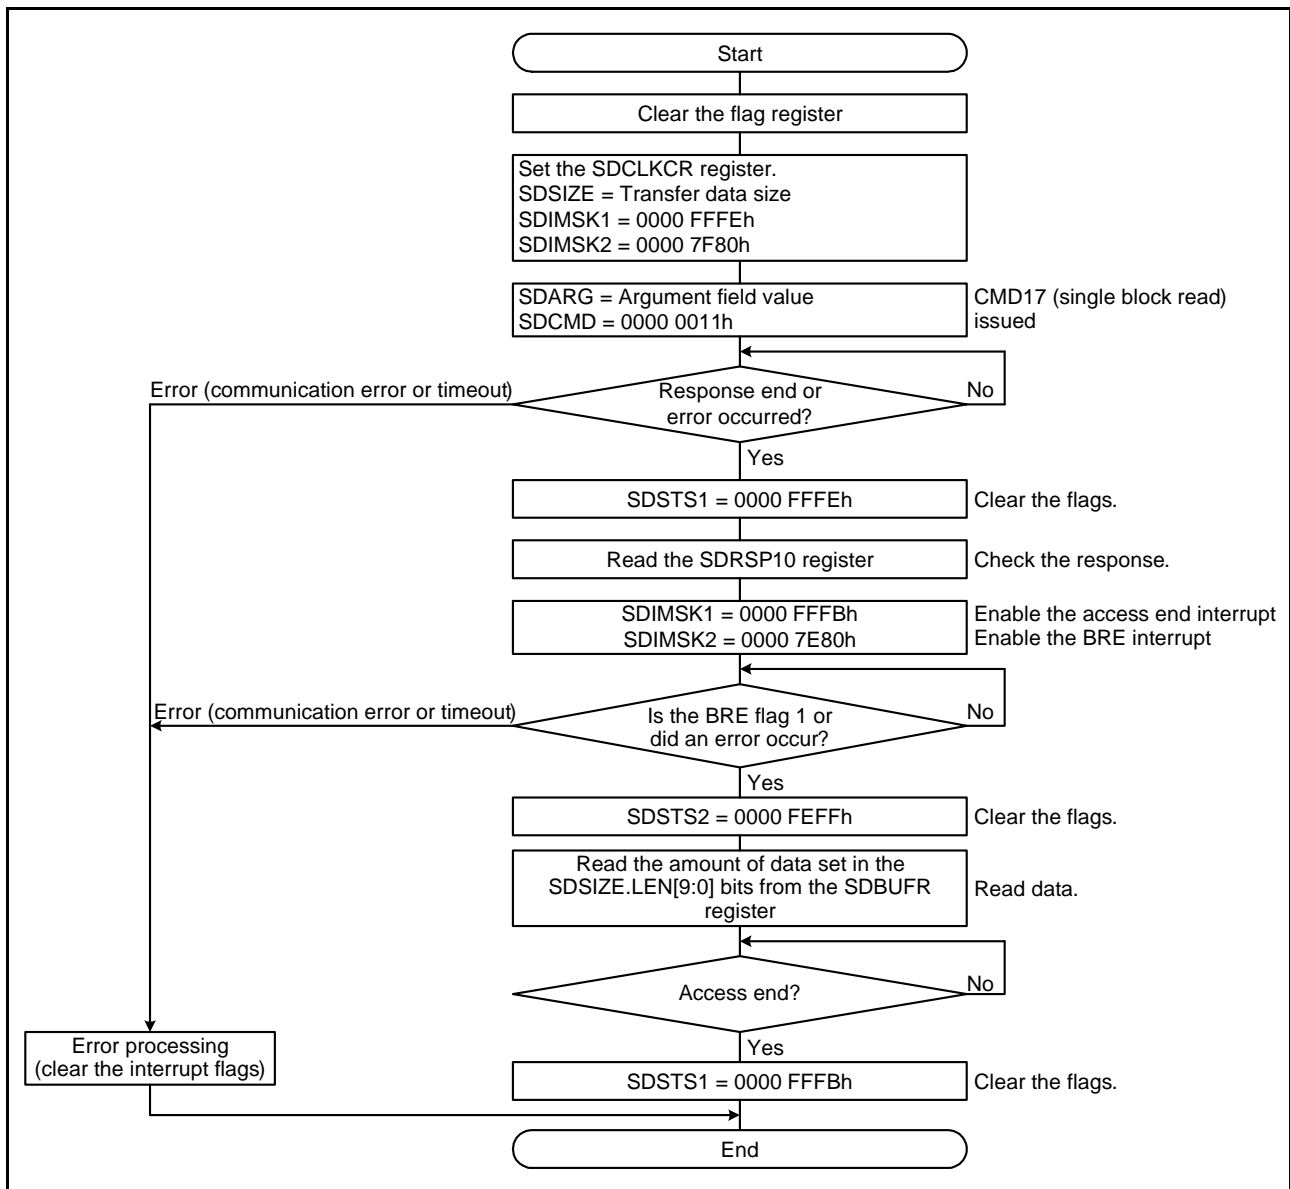 Start
Clear the flag register
Set the SDCLKCR register.
SDSIZE = Transfer data size
SDIMSK1 = 0000 FFFEh
SDIMSK2 = 0000 7F80h
SDARG = Argument field value
SDCMD = 0000 0011h
CMD17 (single block read)
issued
Error (communication error or timeout)
Response end or
error occurred?
No
Yes
SDSTS1 = 0000 FFFEh
Clear the flags.
Read the SDRSP10 register
Check the response.
SDIMSK1 = 0000 FFFBh
SDIMSK2 = 0000 7E80h
Enable the access end interrupt
Enable the BRE interrupt
Error (communication error or timeout)
Is the BRE flag 1 or
did an error occur?
No
Yes
SDSTS2 = 0000 FEFFh
Clear the flags.
Read the amount of data set in the
SDSIZE.LEN[9:0] bits from the SDBUFR
register
Read data.
Access end?
No
Yes
Error processing
(clear the interrupt flags)
SDSTS1 = 0000 FFFBh
Clear the flags.
End